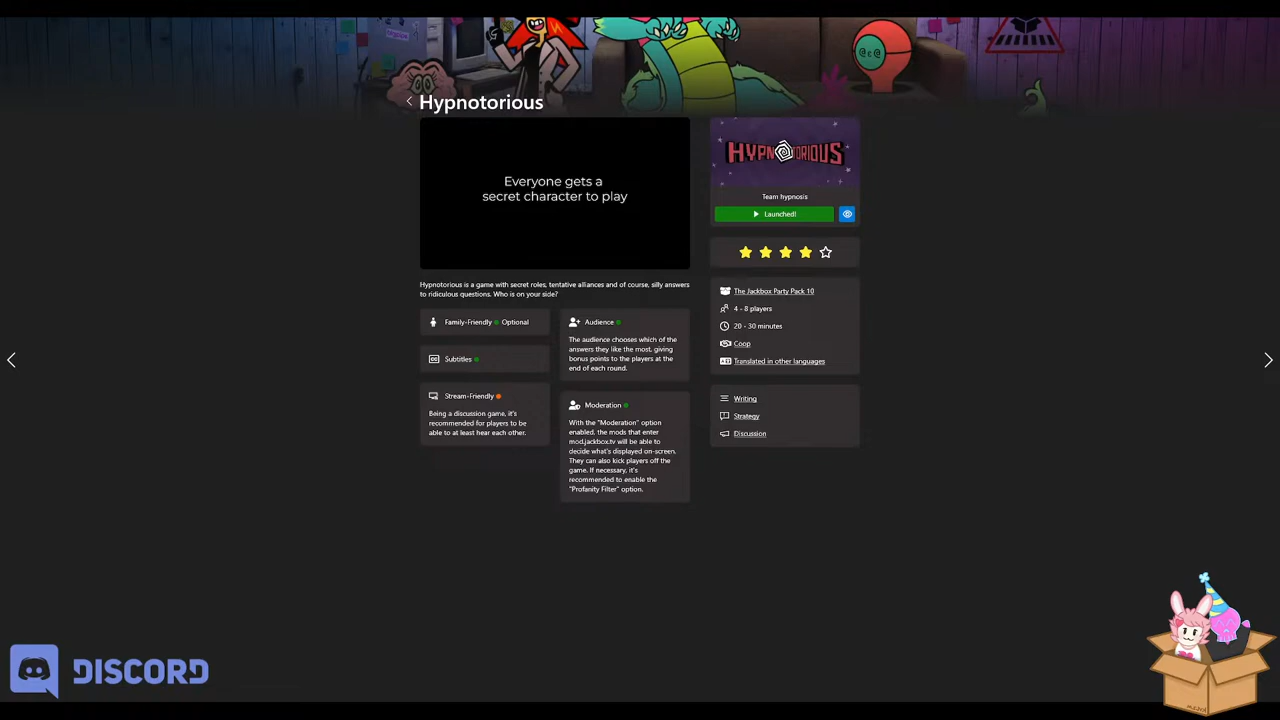 Hypnotorious
Everyone gets a
secret character to play
HYPNOTORIOUS
Team hypnosis
Launched!
Hypnotorious is a game with secret roles, tentative alliances and of course, silly answers
to ridiculous questions. Who is on your side?
Family-Friendly Optional
Subtitles
Stream-Friendly
Being a discussion game, it's
recommended for players to be
able to at least hear each other.
Audience
The audience chooses which of the
answers they like the most, giving
bonus points to the players at the
end of each round.
Moderation
With the "Moderation" option
enabled, the mods that enter
mod.jackbox.tv will be able to
decide what's displayed on-screen.
They can also kick players off the
game. If necessary, it's
recommended to enable the
"Profanity Filter" option.
The Jackbox Party Pack 10
4 - 8 players
20 - 30 minutes
Coop
Translated in other languages
Writing
Strategy
Discussion
DISCORD